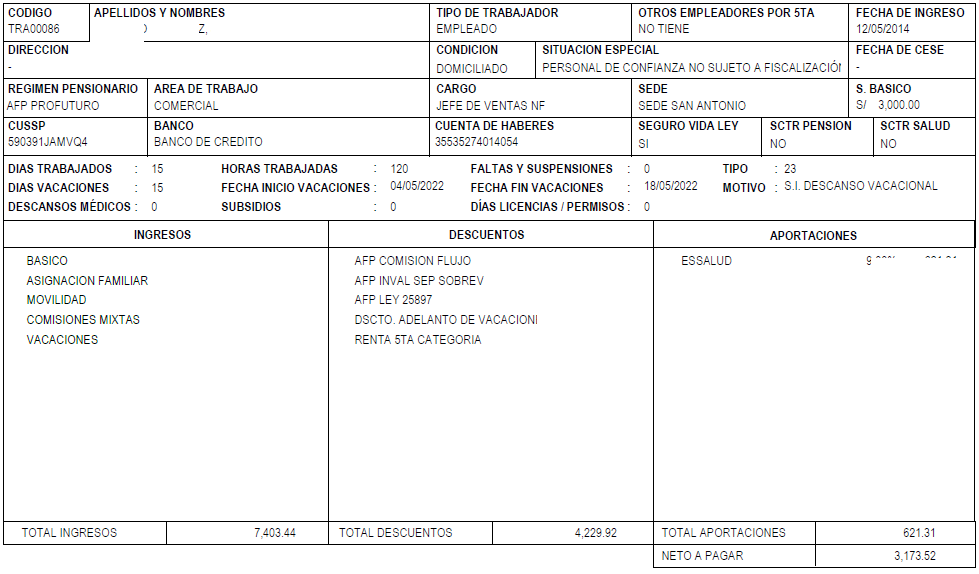 CODIGO APELLIDOS Y NOMBRES TIPO DE TRABAJADOR OTROS EMPLEADORES POR 5TA FECHA DE INGRESO
TRA00086 Z, EMPLEADO NO TIENE 12/05/2014
DIRECCION CONDICION SITUACION ESPECIAL FECHA DE CESE
- DOMICILIADO PERSONAL DE CONFIANZA NO SUJETO A FISCALIZACIÓN -
REGIMEN PENSIONARIO AREA DE TRABAJO CARGO SEDE S. BASICO
AFP PROFUTURO COMERCIAL JEFE DE VENTAS NF SEDE SAN ANTONIO S/ 3,000.00
CUSSP BANCO CUENTA DE HABERES SEGURO VIDA LEY SCTR PENSION SCTR SALUD
590391JAMVQ4 BANCO DE CREDITO 35535274014054 SI NO NO
DIAS TRABAJADOS : 15 HORAS TRABAJADAS : 120 FALTAS Y SUSPENSIONES : 0 TIPO : 23
DIAS VACACIONES : 15 FECHA INICIO VACACIONES : 04/05/2022 FECHA FIN VACACIONES : 18/05/2022 MOTIVO : S.I. DESCANSO VACACIONAL
DESCANSOS MÉDICOS : 0 SUBSIDIOS : 0 DÍAS LICENCIAS / PERMISOS : 0
INGRESOS DESCUENTOS APORTACIONES
BASICO AFP COMISION FLUJO ESSALUD
ASIGNACION FAMILIAR AFP INVAL SEP SOBREV
MOVILIDAD AFP LEY 25897
COMISIONES MIXTAS DSCTO. ADELANTO DE VACACIONI
VACACIONES RENTA 5TA CATEGORIA
TOTAL INGRESOS 7,403.44 TOTAL DESCUENTOS 4,229.92 TOTAL APORTACIONES 621.31
NETO A PAGAR 3,173.52